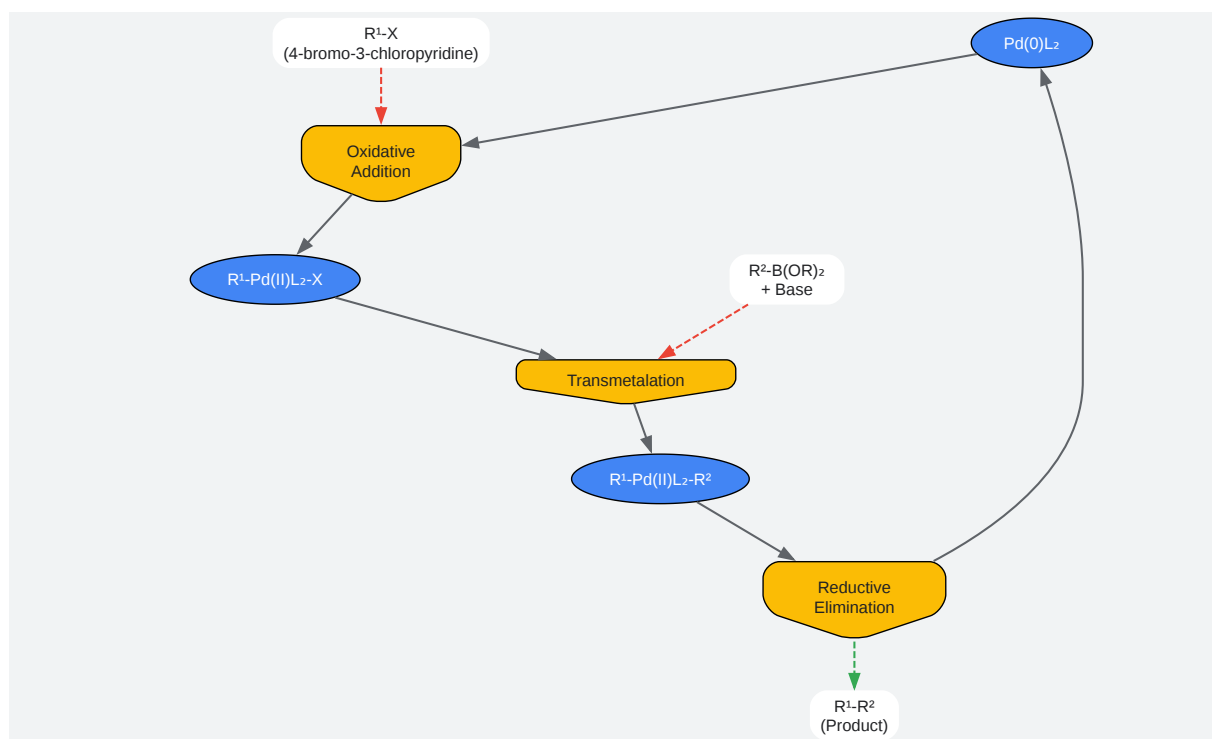 R¹-X
(4-bromo-3-chloropyridine)
Pd(0)L₂
Oxidative
Addition
R¹-Pd(II)L₂-X
R²-B(OR)₂
+ Base
Transmetalation
R¹-Pd(II)L₂-R²
Reductive
Elimination
R¹-R²
(Product)